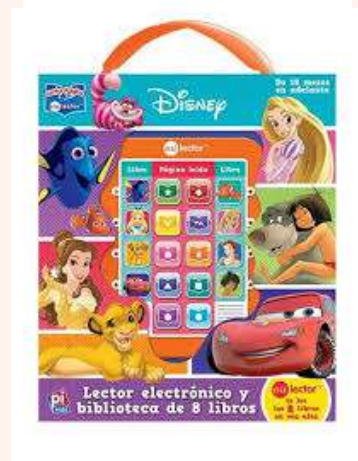 De 18 meses
en adelante
Disney
mi lector
Libro Página inicio Libro
Lector electrónico y
biblioteca de 8 libros
pi kids
mi lector
te lee
los 8 libros
en voz alta